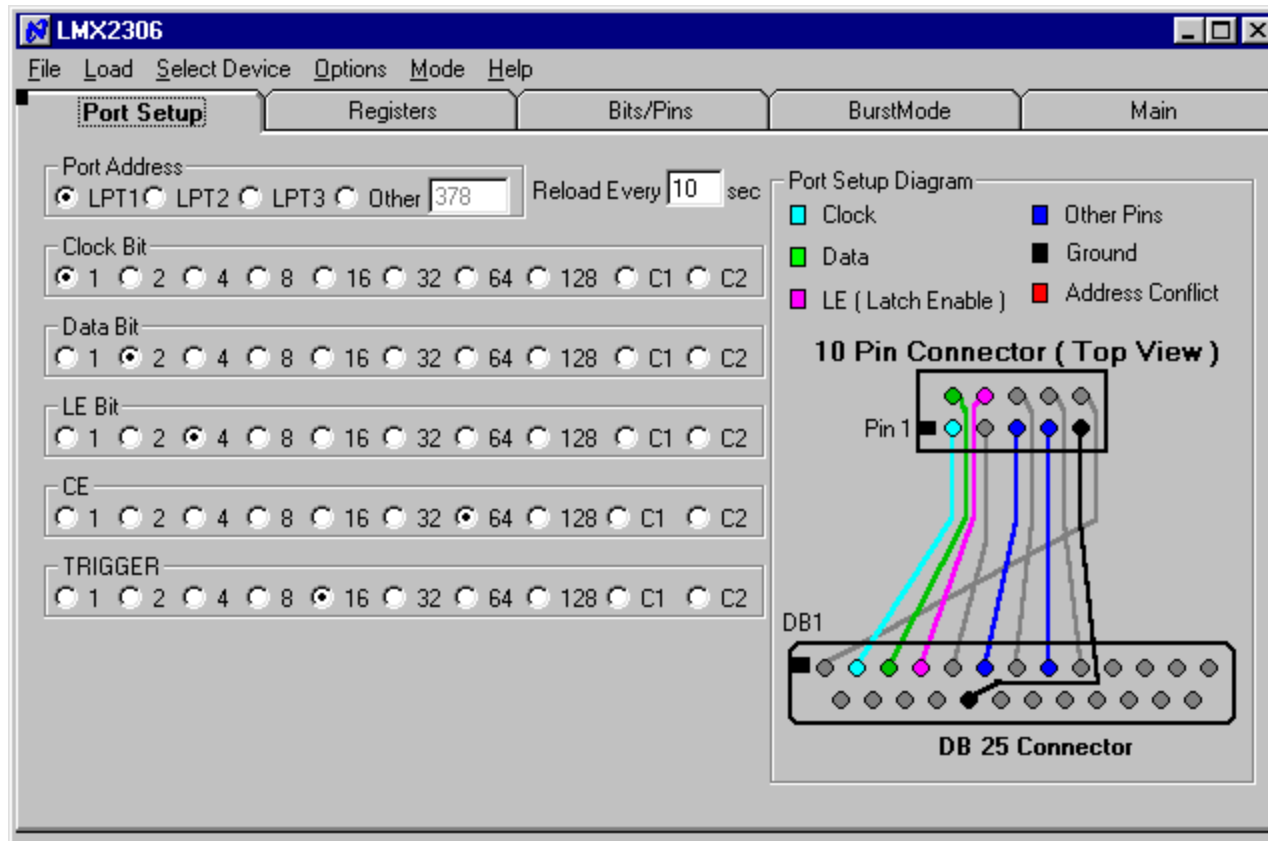 LMX2306
File Load Select Device Options Mode Help
Port Setup Registers Bits/Pins BurstMode Main
Port Address
LPT1 LPT2 LPT3 Other 378
Reload Every 10 sec
Clock Bit
1 2 4 8 16 32 64 128 C1 C2
Data Bit
1 2 4 8 16 32 64 128 C1 C2
LE Bit
1 2 4 8 16 32 64 128 C1 C2
CE
1 2 4 8 16 32 64 128 C1 C2
TRIGGER
1 2 4 8 16 32 64 128 C1 C2
Port Setup Diagram
Clock Other Pins
Data Ground
LE ( Latch Enable ) Address Conflict
10 Pin Connector ( Top View )
Pin 1
DB1
DB 25 Connector